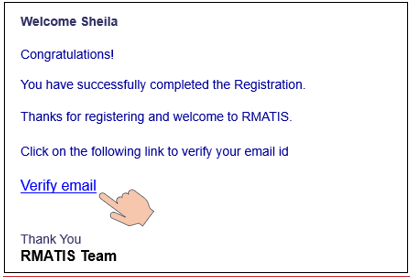 Welcome Sheila
Congratulations!
You have successfully completed the Registration.
Thanks for registering and welcome to RMATIS.
Click on the following link to verify your email id
Verify email
Thank You
RMATIS Team